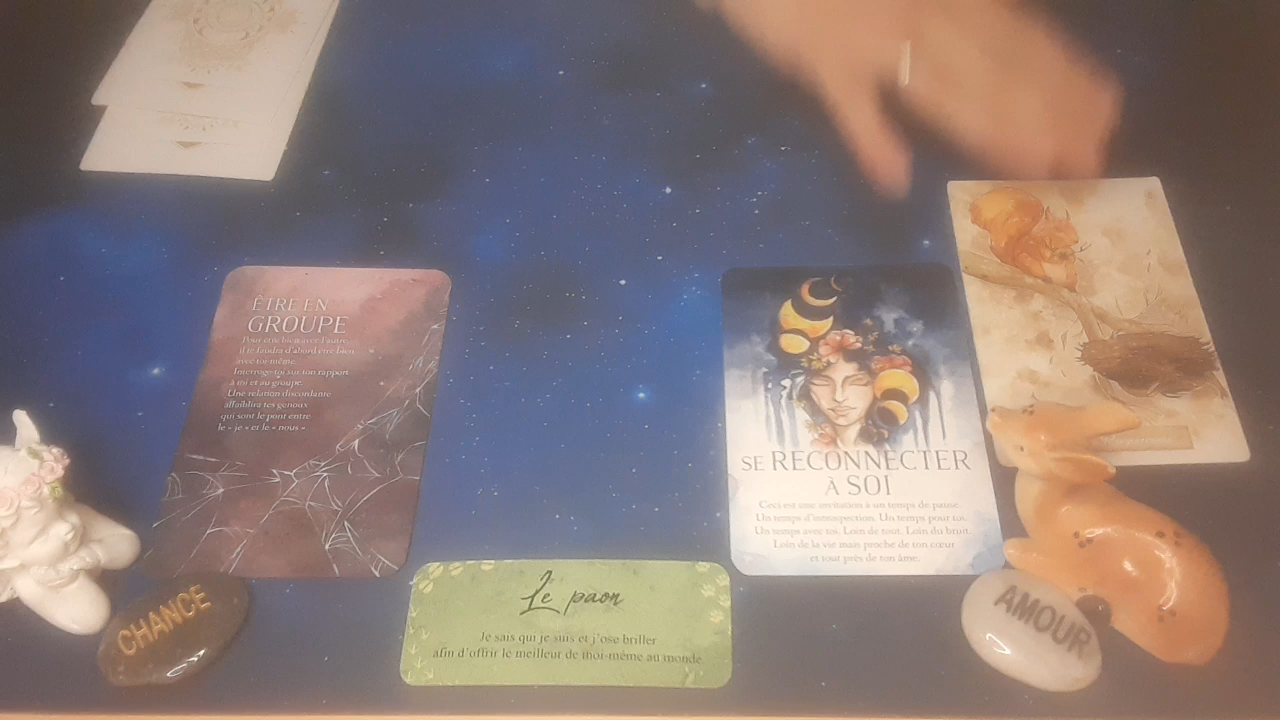 ÊTRE EN
GROUPE
Pour être bien avec l'autre,
il te faudra d'abord être bien
avec toi-même.
Interroge-toi sur ton rapport
à toi et au groupe.
Une relation discordante
affaiblira tes genoux
qui sont le pont entre
le « je » et le « nous ».
SE RECONNECTER
À SOI
Ceci est une invitation à un temps de pause.
Un temps d'introspection. Un temps pour toi.
Un temps avec toi. Loin de tout. Loin du bruit.
Loin de la vie mais proche de ton cœur
et tout près de ton âme.
Le paon
Je sais qui je suis et j'ose briller
afin d'offrir le meilleur de moi-même au monde
CHANCE
AMOUR